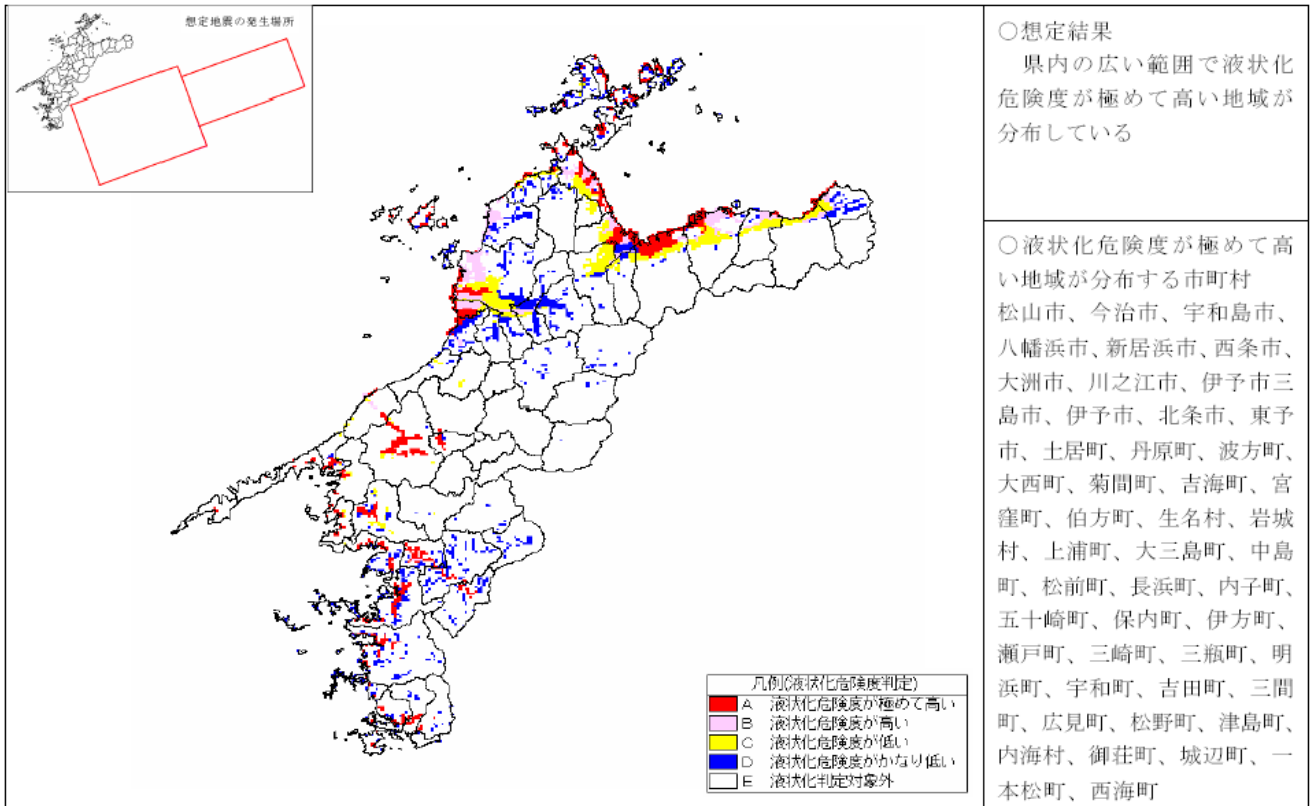 想定地震の発生場所
凡例(液状化危険度判定)
A 液状化危険度が極めて高い
B 液状化危険度が高い
C 液状化危険度が低い
D 液状化危険度がかなり低い
E 液状化判定対象外
○想定結果
県内の広い範囲で液状化
危険度が極めて高い地域が
分布している
○液状化危険度が極めて高
い地域が分布する市町村
松山市、今治市、宇和島市、
八幡浜市、新居浜市、西条市、
大洲市、川之江市、伊予市三
島市、伊予市、北条市、東予
市、土居町、丹原町、波方町、
大西町、菊間町、吉海町、宮
窪町、伯方町、生名村、岩城
村、上浦町、大三島町、中島
町、松前町、長浜町、内子町、
五十崎町、保内町、伊方町、
瀬戸町、三崎町、三瓶町、明
浜町、宇和町、吉田町、三間
町、広見町、松野町、津島町、
内海村、御荘町、城辺町、一
本松町、西海町